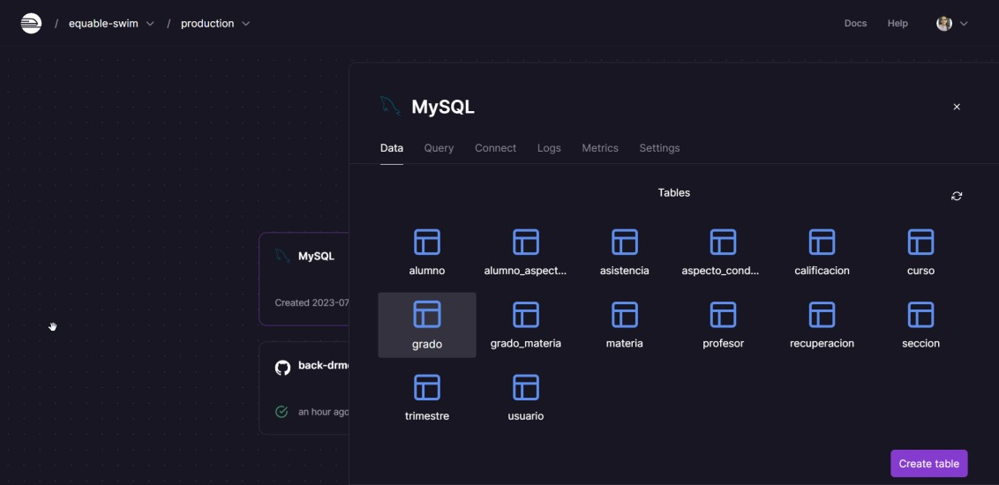 / equable-swim / production Docs Help
MySQL
Data Query Connect Logs Metrics Settings
Tables
alumno alumno_aspect... asistencia aspecto_cond... calificacion curso
MySQL
Created 2023-07
grado grado_materia materia profesor recuperacion seccion
back-drm
an hour ago
trimestre usuario
Create table